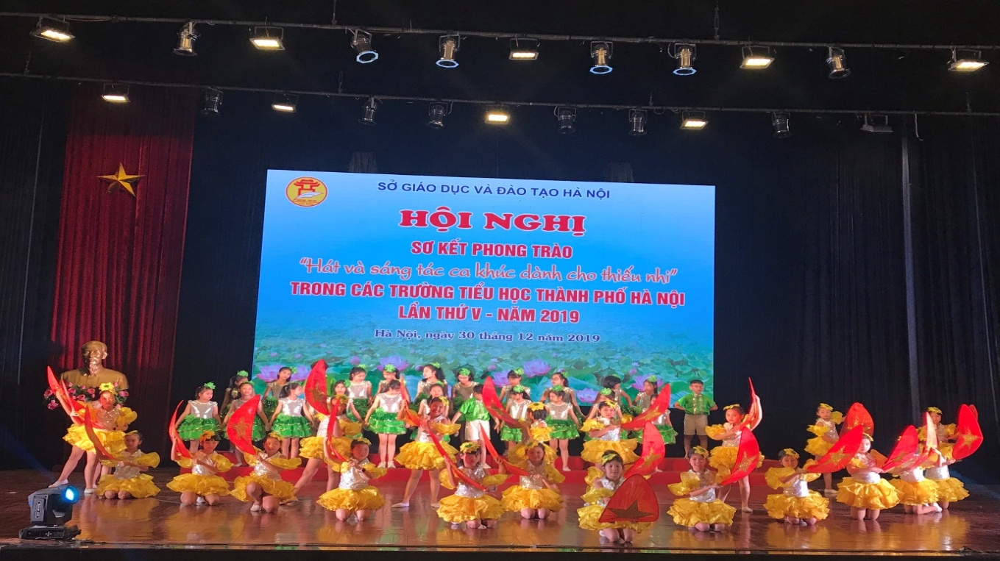 SỞ GIÁO DỤC VÀ ĐÀO TẠO HÀ NỘI
HỘI NGHỊ
SƠ KẾT PHONG TRÀO
“Hát và sáng tác ca khúc dành cho thiếu nhi”
TRONG CÁC TRƯỜNG TIỂU HỌC THÀNH PHỐ HÀ NỘI
LẦN THỨ V - NĂM 2019
Hà Nội, ngày 30 tháng 12 năm 2019